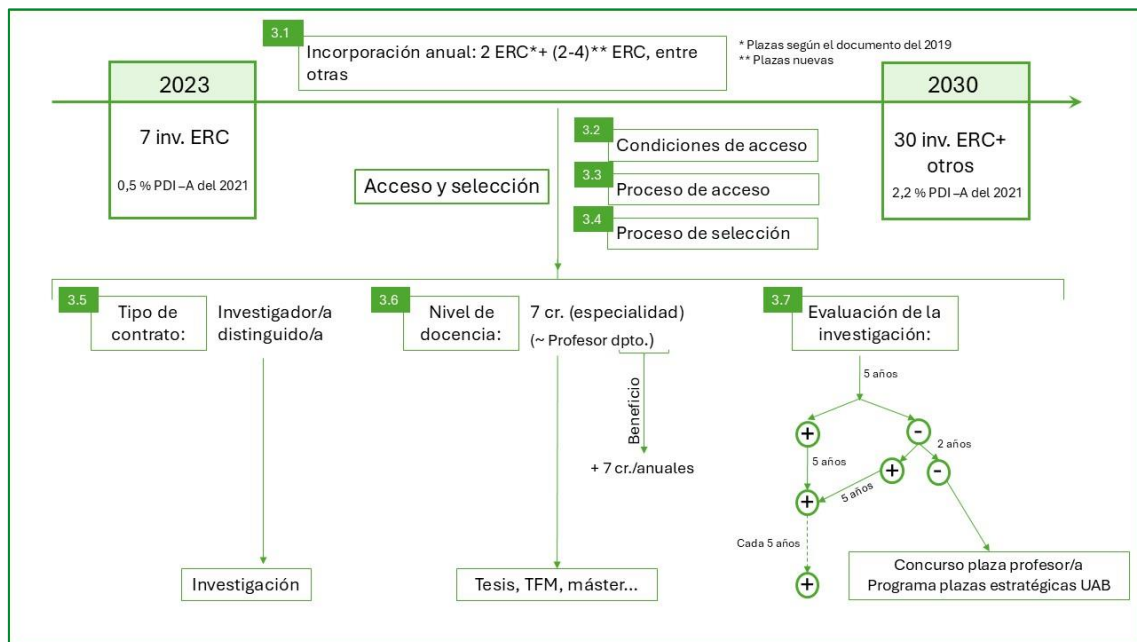 3.1
Incorporación anual: 2 ERC*+ (2-4)** ERC, entre
otras
* Plazas según el documento del 2019
** Plazas nuevas
2023
7 inv. ERC
0,5 % PDI –A del 2021
2030
30 inv. ERC+
otros
2,2 % PDI –A del 2021
Acceso y selección
3.2
Condiciones de acceso
3.3
Proceso de acceso
3.4
Proceso de selección
3.5
Tipo de
contrato:
Investigador/a
distinguido/a
Investigación
3.6
Nivel de
docencia:
7 cr. (especialidad)
(~ Profesor dpto.)
Beneficio
+ 7 cr./anuales
Tesis, TFM, máster...
3.7
Evaluación de la
investigación:
5 años
+
-
2 años
5 años
+
-
5 años
+
Cada 5 años
+
Concurso plaza profesor/a
Programa plazas estratégicas UAB